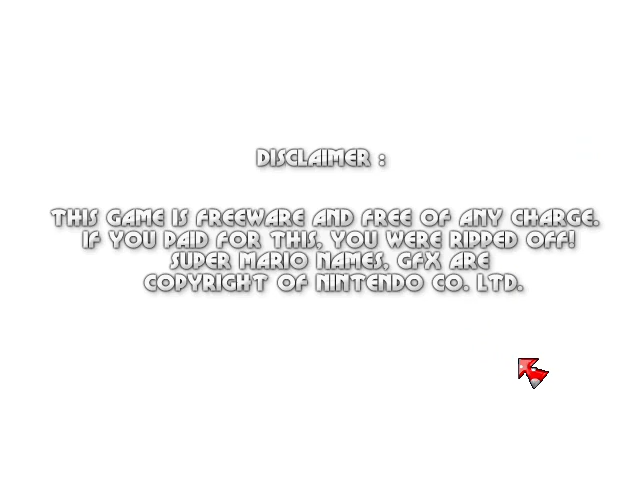 DISCLAIMER :
THIS GAME IS FREEWARE AND FREE OF ANY CHARGE.
IF YOU PAID FOR THIS, YOU WERE RIPPED OFF!
SUPER MARIO NAMES, GFX ARE
COPYRIGHT OF NINTENDO CO. LTD.